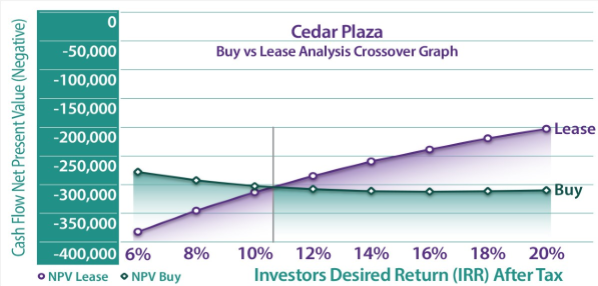 Cedar Plaza
Buy vs Lease Analysis Crossover Graph
Cash Flow Net Present Value (Negative)
0
-50,000
-100,000
-150,000
-200,000
-250,000
-300,000
-350,000
-400,000
Lease
Buy
6% 8% 10% 12% 14% 16% 18% 20%
NPV Lease NPV Buy
Investors Desired Return (IRR) After Tax